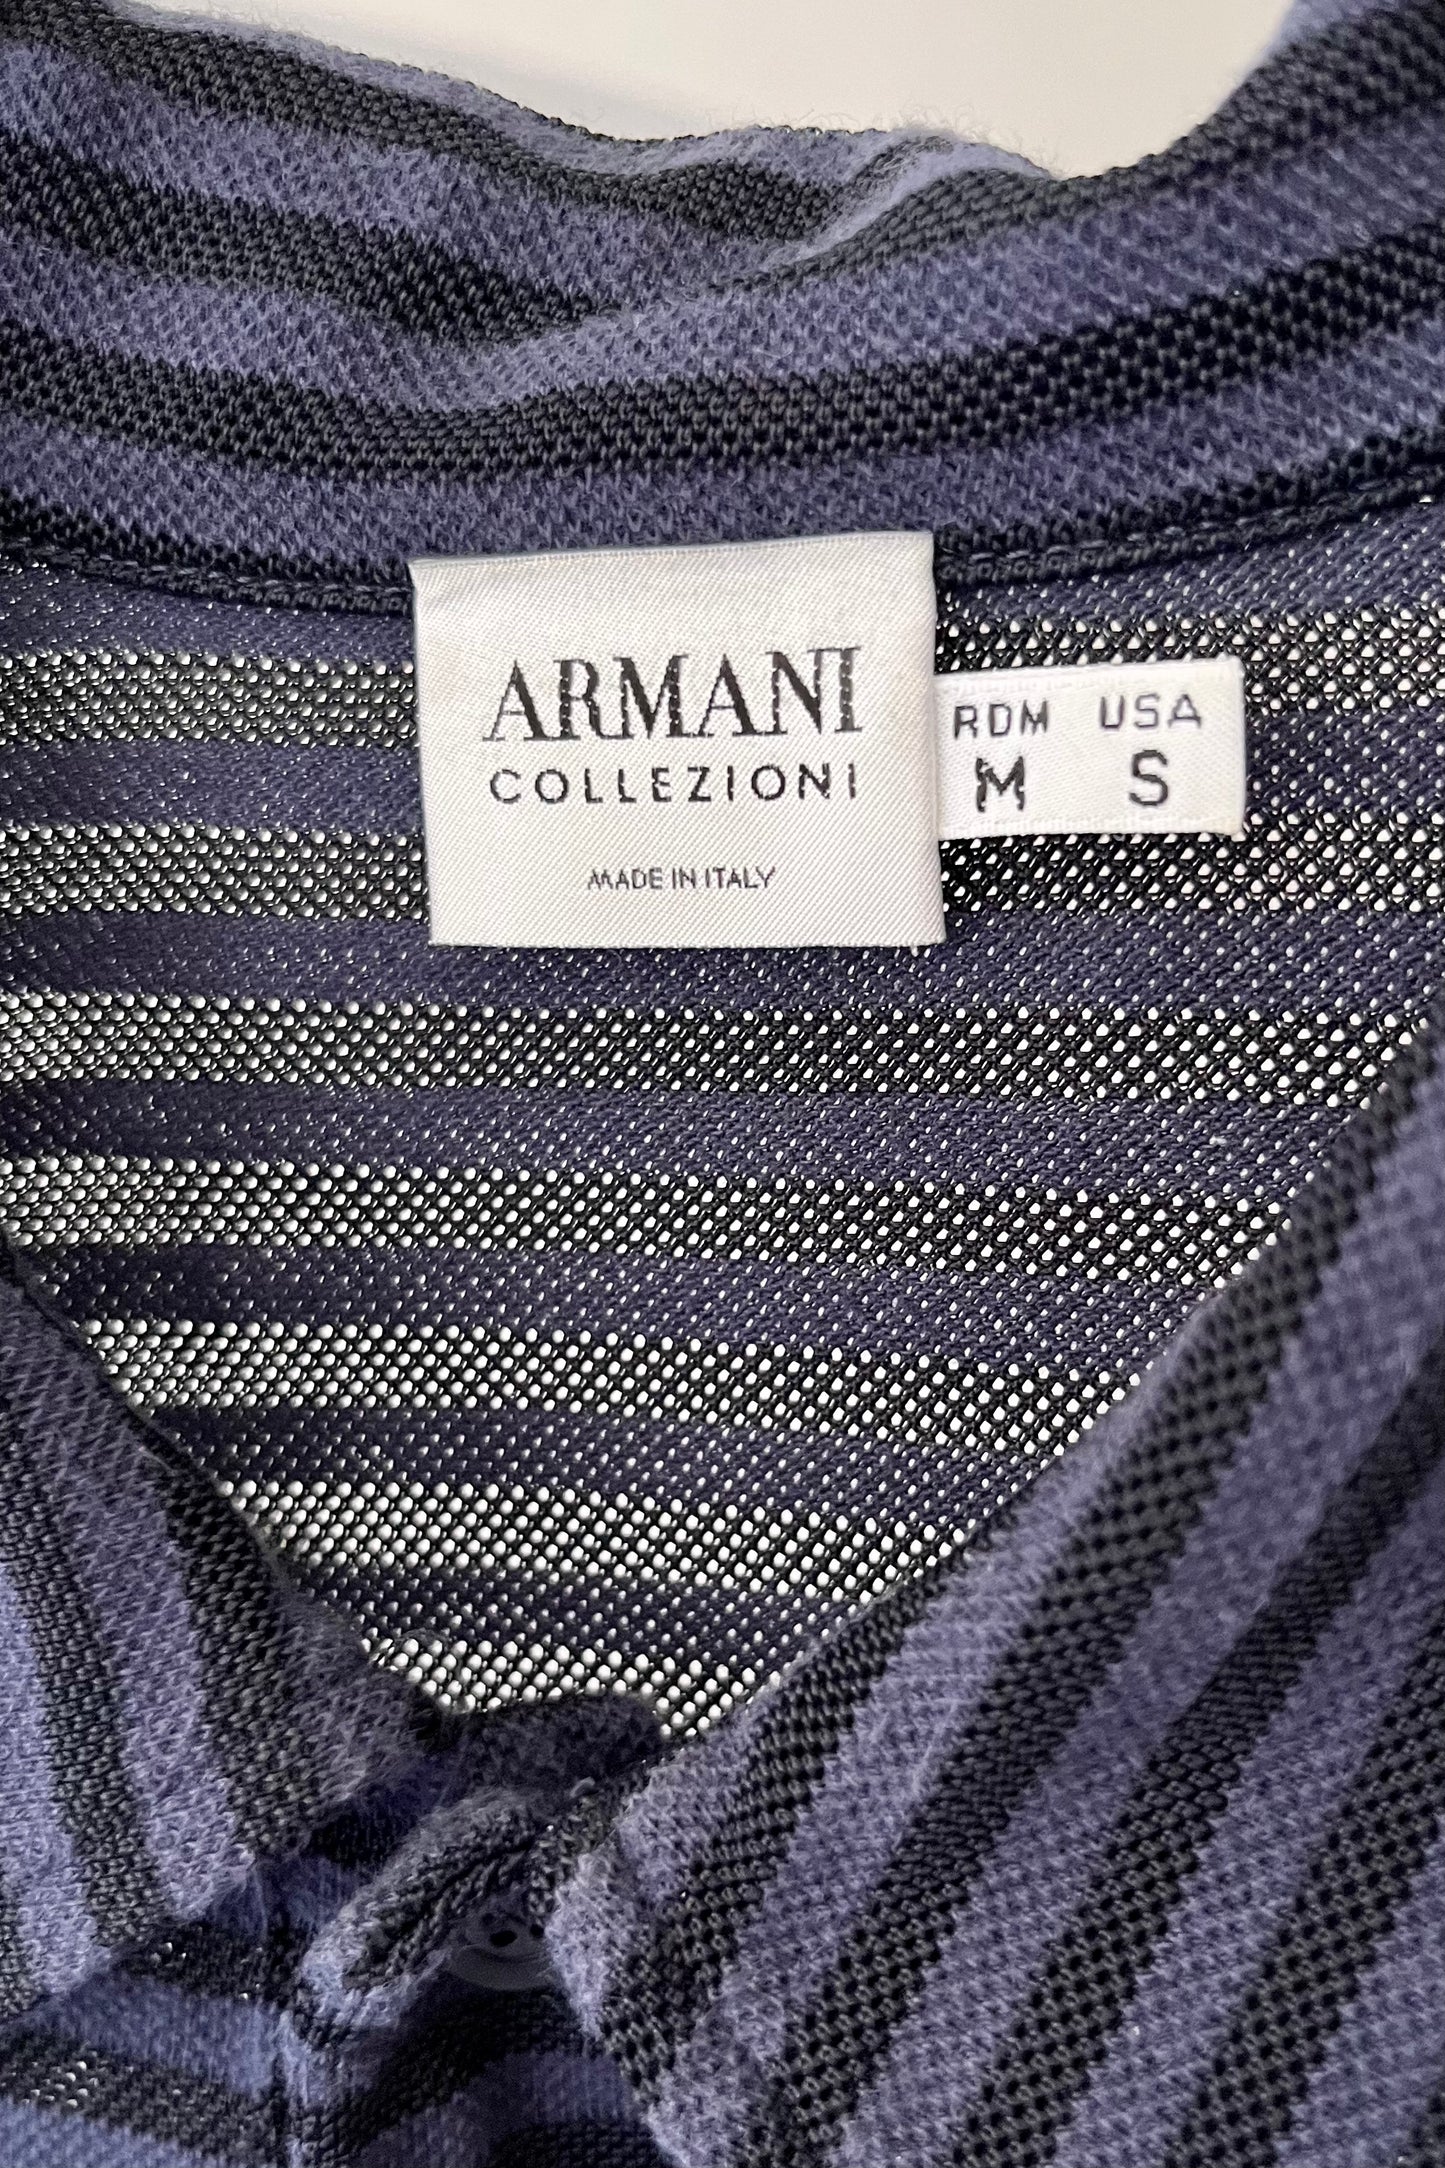 ARMANI
COLLEZIONI
MADE IN ITALY
RDM USA
M S